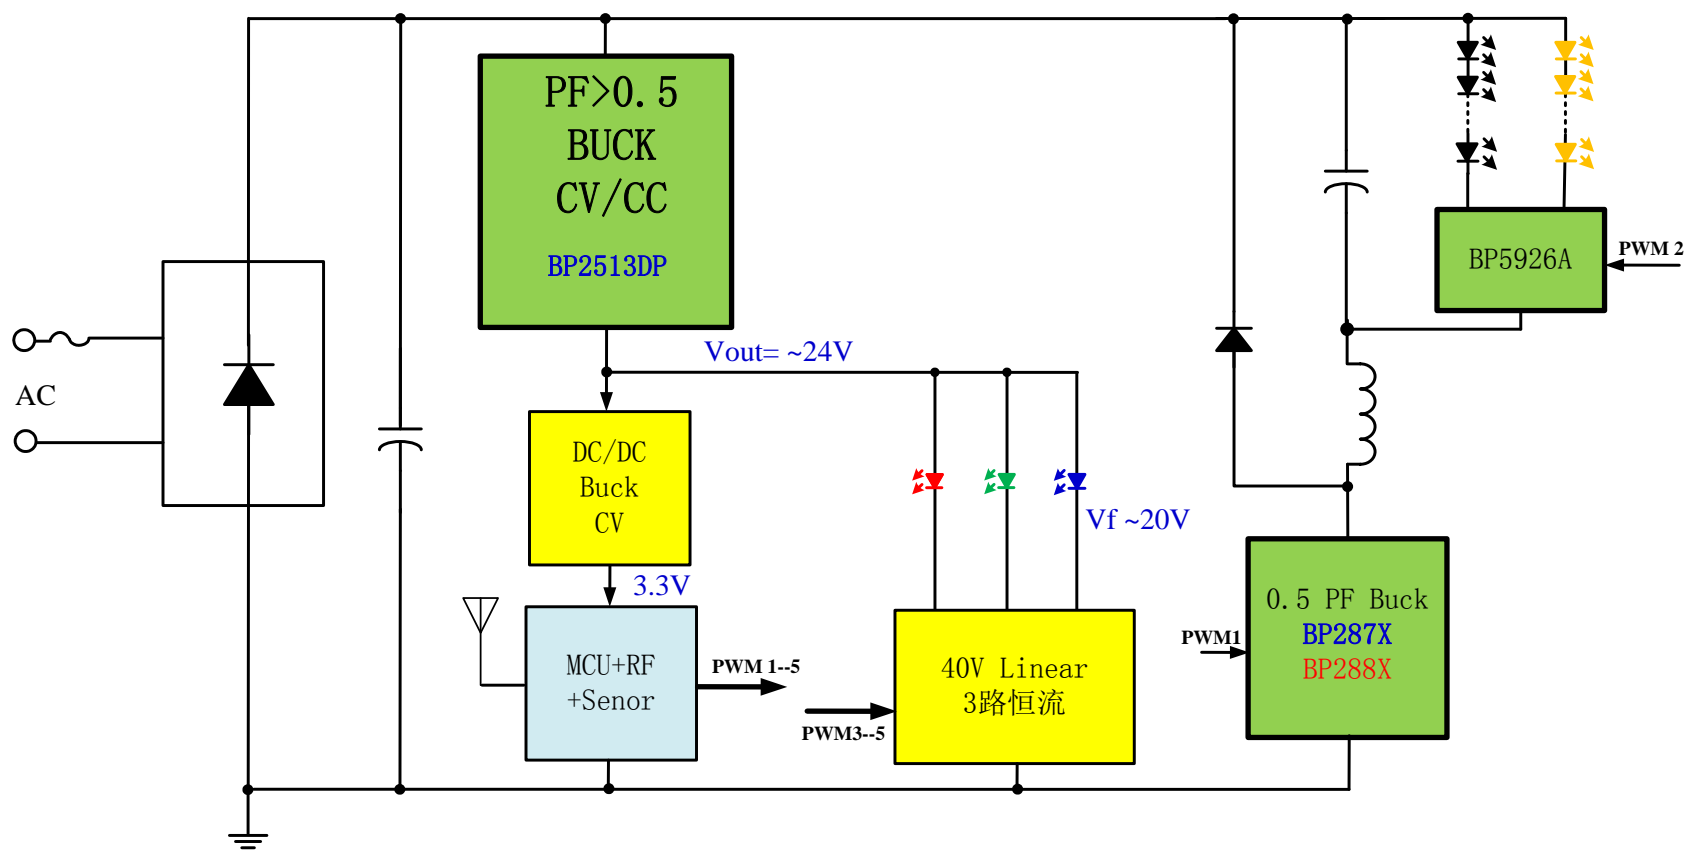 PF>0.5
BUCK
CV/CC
BP2513DP
BP5926A
PWM 2
Vout= ~24V
AC
DC/DC
Buck
CV
Vf ~20V
3.3V
0.5 PF Buck
BP287X
BP288X
PWM1
MCU+RF
+Senor
PWM 1--5
40V Linear
3路恒流
PWM3--5